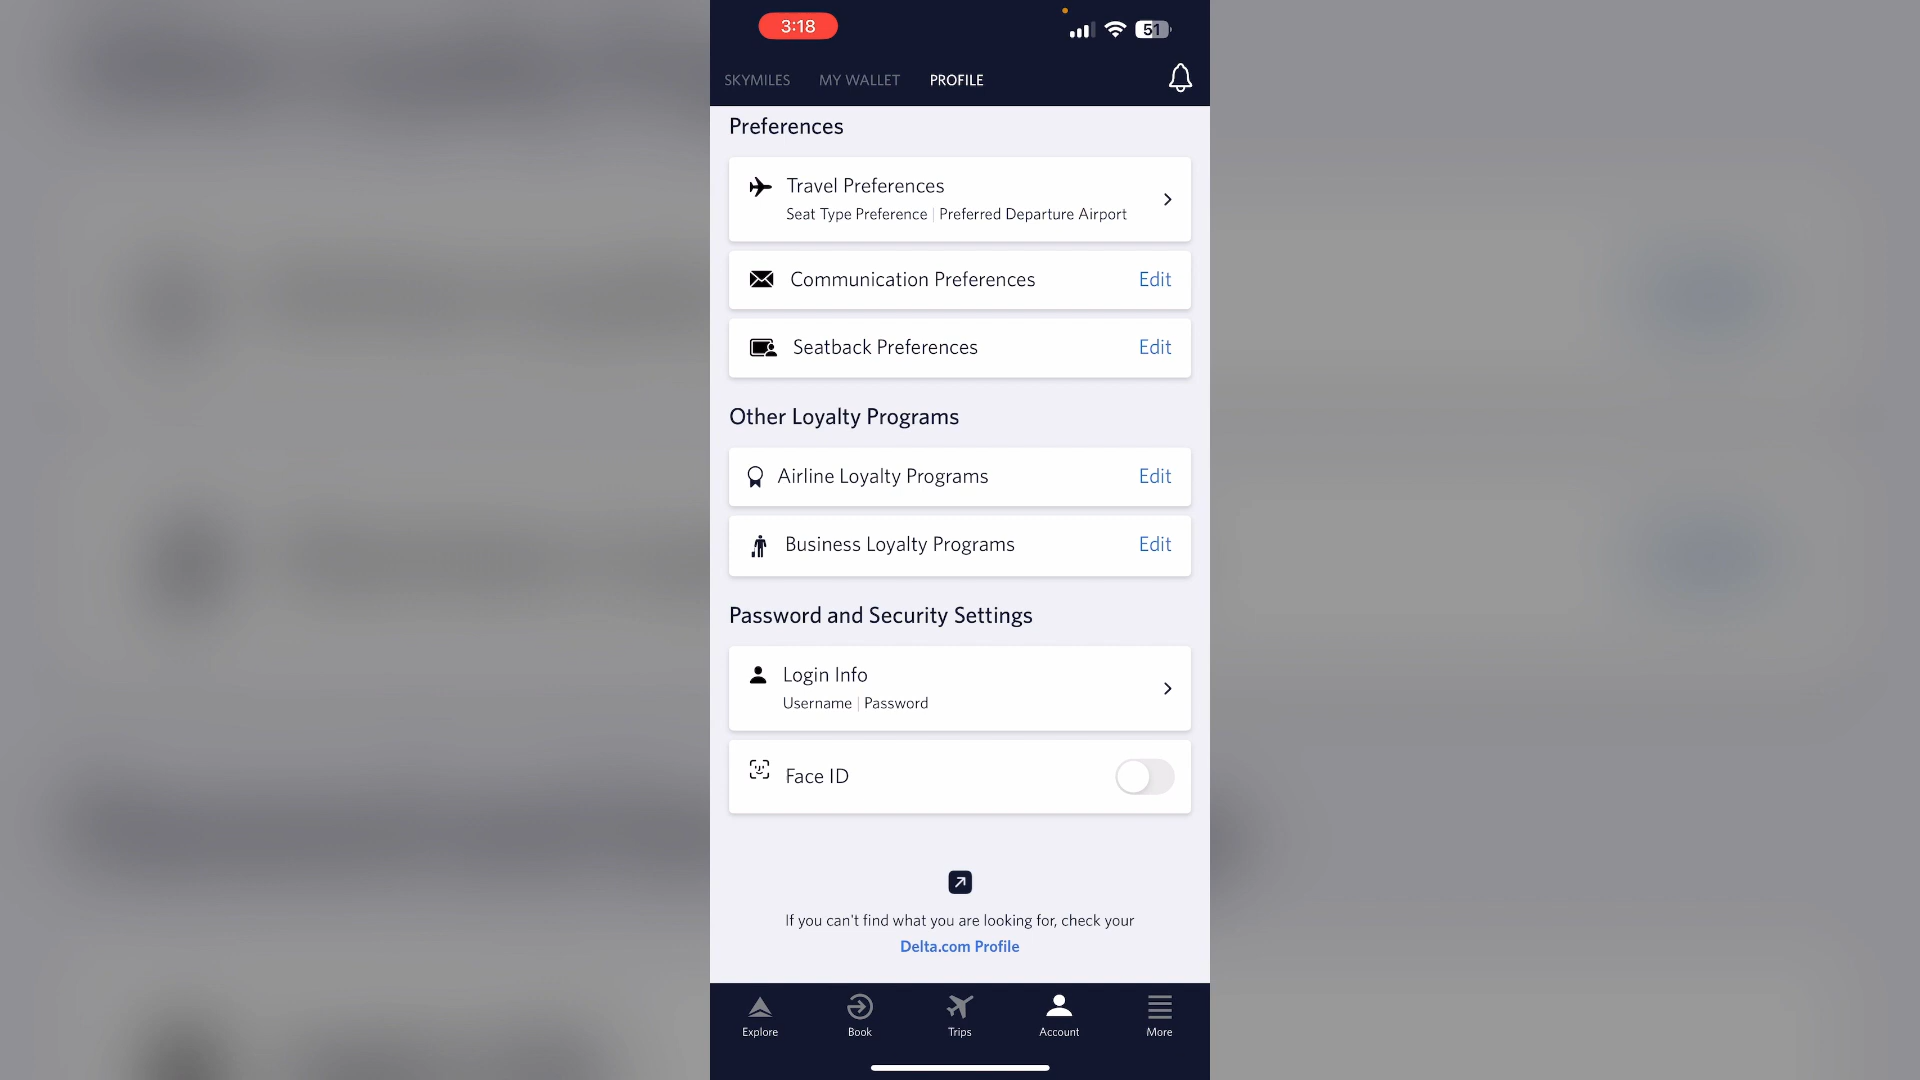 3:18
51
SKYMILES MY WALLET PROFILE
Preferences
Travel Preferences
Seat Type Preference | Preferred Departure Airport
Communication Preferences Edit
Seatback Preferences Edit
Other Loyalty Programs
Airline Loyalty Programs Edit
Business Loyalty Programs Edit
Password and Security Settings
Login Info
Username | Password
Face ID
If you can't find what you are looking for, check your
Delta.com Profile
Explore Book Trips Account More